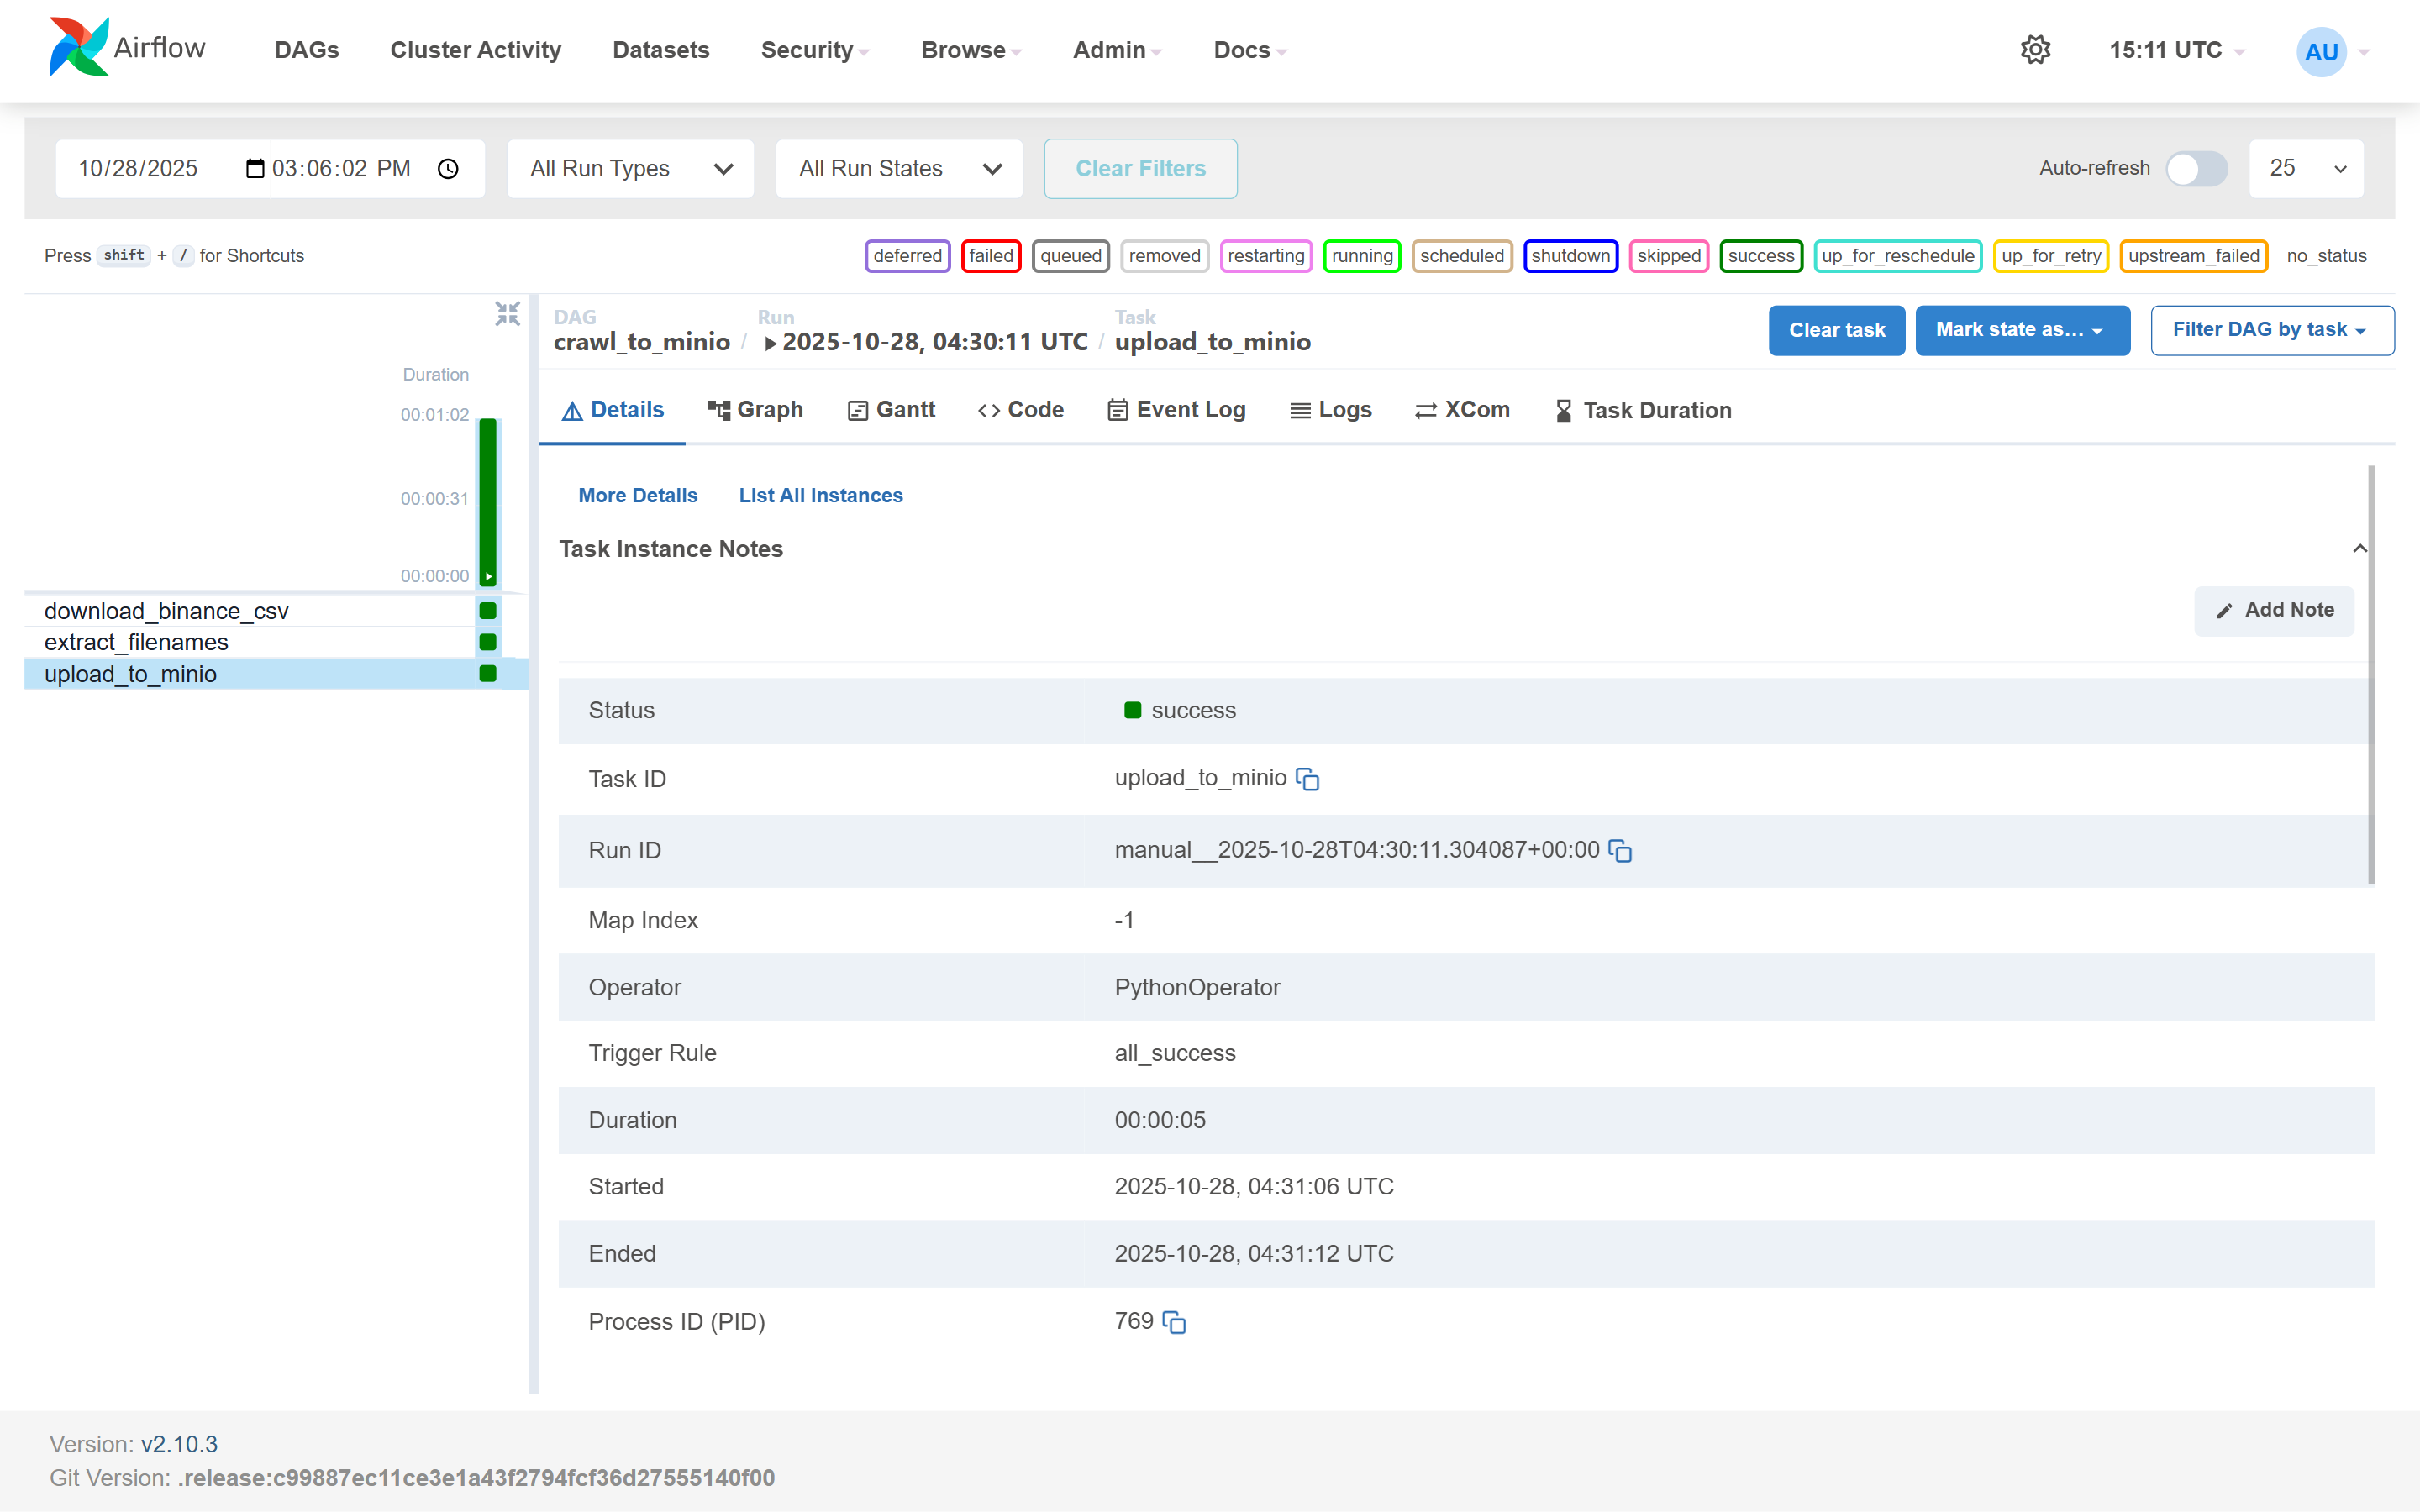 Airflow DAGs Cluster Activity Datasets Security Browse Admin Docs 15:11 UTC AU
10/28/2025 03:06:02 PM All Run Types All Run States Clear Filters Auto-refresh 25
Press shift + / for Shortcuts deferred failed queued removed restarting running scheduled shutdown skipped success up_for_reschedule up_for_retry upstream_failed no_status
DAG Run Task
crawl_to_minio / 2025-10-28, 04:30:11 UTC / upload_to_minio
Clear task Mark state as... Filter DAG by task
Duration
00:01:02
00:00:31
00:00:00
download_binance_csv
extract_filenames
upload_to_minio
Details Graph Gantt Code Event Log Logs XCom Task Duration
More Details List All Instances
Task Instance Notes
Add Note
Status success
Task ID upload_to_minio
Run ID manual__2025-10-28T04:30:11.304087+00:00
Map Index -1
Operator PythonOperator
Trigger Rule all_success
Duration 00:00:05
Started 2025-10-28, 04:31:06 UTC
Ended 2025-10-28, 04:31:12 UTC
Process ID (PID) 769
Version: v2.10.3
Git Version: .release:c99887ec11ce3e1a43f2794fcf36d27555140f00